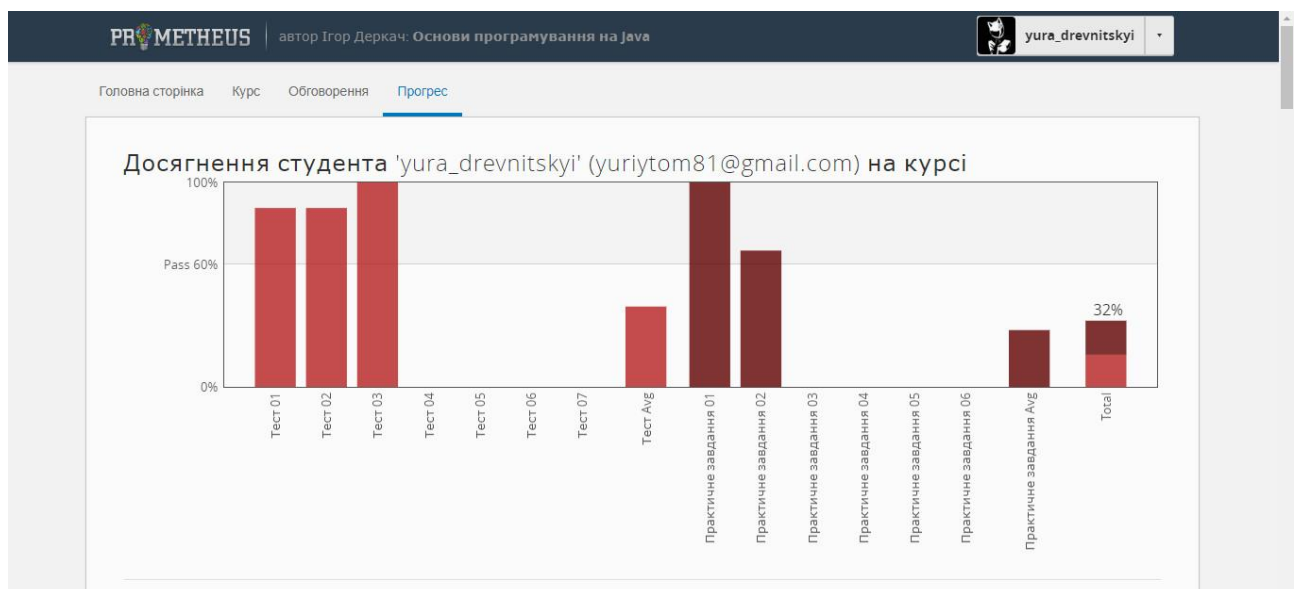 PROMETHEUS автор Ігор Деркач: Основи програмування на Java yura_drevnitskyi
Головна сторінка Курс Обговорення Прогрес
Досягнення студента 'yura_drevnitskyi' (yuriytom81@gmail.com) на курсі
100%
Pass 60%
0%
32%
Тест 01
Тест 02
Тест 03
Тест 04
Тест 05
Тест 06
Тест 07
Тест Avg
Практичне завдання 01
Практичне завдання 02
Практичне завдання 03
Практичне завдання 04
Практичне завдання 05
Практичне завдання 06
Практичне завдання Avg
Total